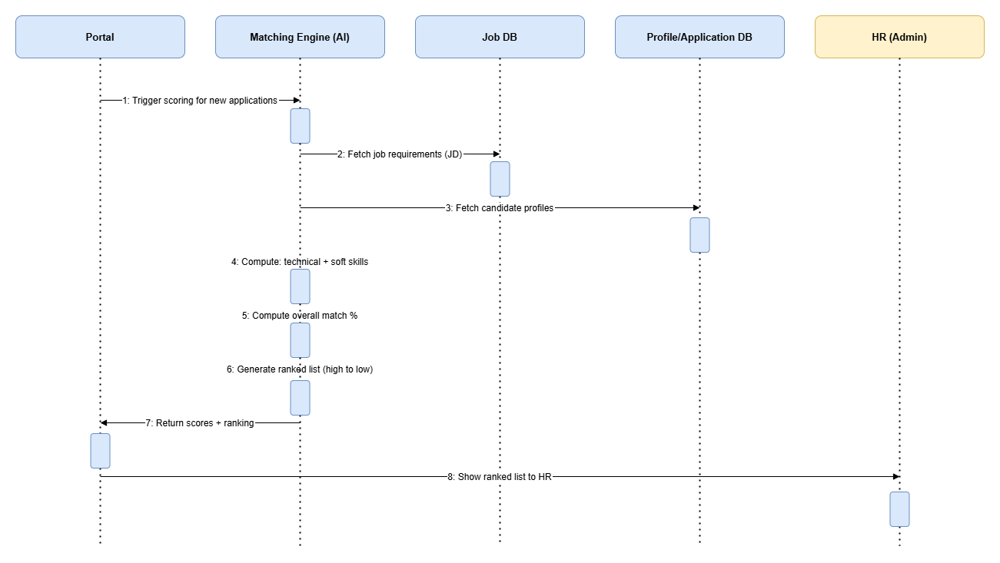 Portal
Matching Engine (AI)
Job DB
Profile/Application DB
HR (Admin)
1: Trigger scoring for new applications
2: Fetch job requirements (JD)
3: Fetch candidate profiles
4: Compute: technical + soft skills
5: Compute overall match %
6: Generate ranked list (high to low)
7: Return scores + ranking
8: Show ranked list to HR